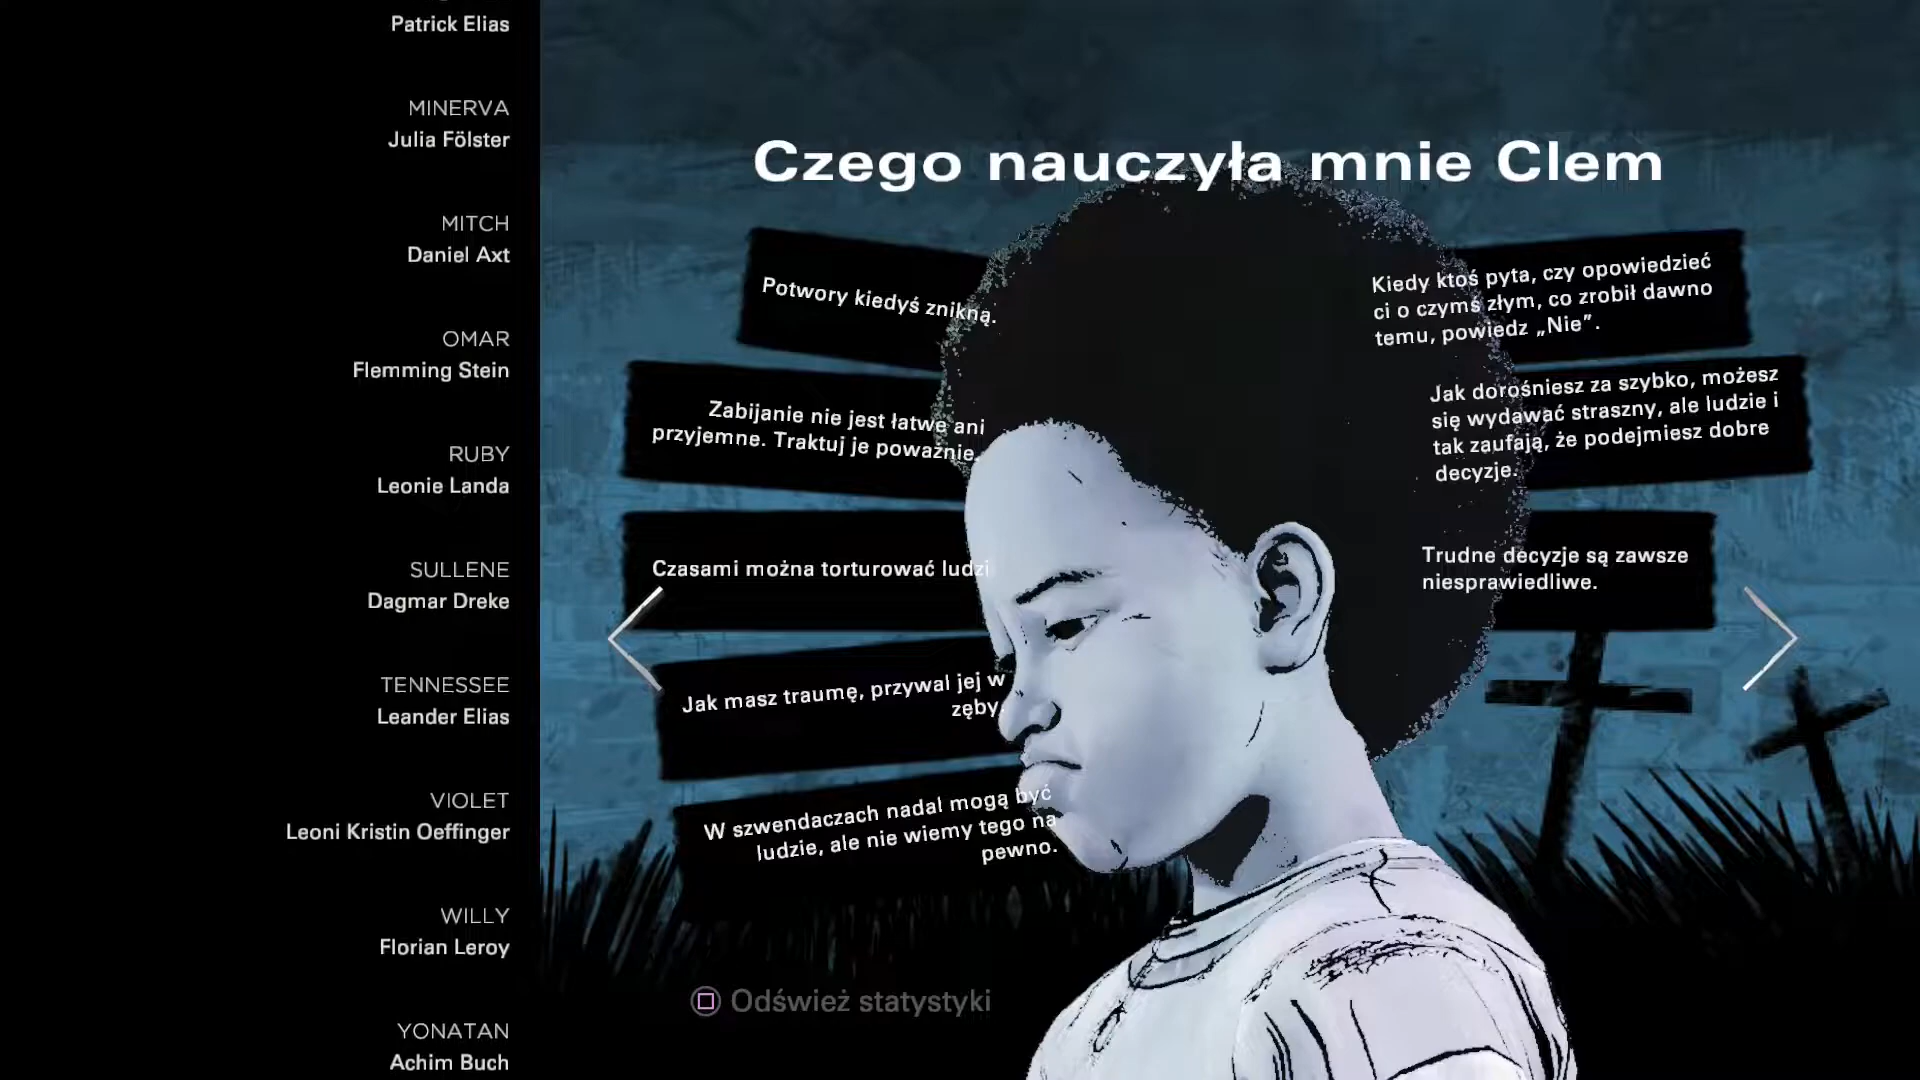 Patrick Elias
MINERVA
Julia Fölster
MITCH
Daniel Axt
OMAR
Flemming Stein
RUBY
Leonie Landa
SULLENE
Dagmar Dreke
TENNESSEE
Leander Elias
VIOLET
Leoni Kristin Oeffinger
WILLY
Florian Leroy
YONATAN
Achim Buch
Czego nauczyła mnie Clem
Potwory kiedyś znikną.
Zabijanie nie jest łatwe ani
przyjemne. Traktuj je poważnie.
Czasami można torturować ludzi
Jak masz traumę, przywal jej w
zęby.
W szwendaczach nadal mogą być
ludzie, ale nie wiemy tego na
pewno.
Kiedy ktoś pyta, czy opowiedzieć
ci o czymś złym, co zrobił dawno
temu, powiedz „Nie”.
Jak dorośniesz za szybko, możesz
się wydawać straszny, ale ludzie i
tak zaufają, że podejmiesz dobre
decyzje.
Trudne decyzje są zawsze
niesprawiedliwe.
Odśwież statystyki